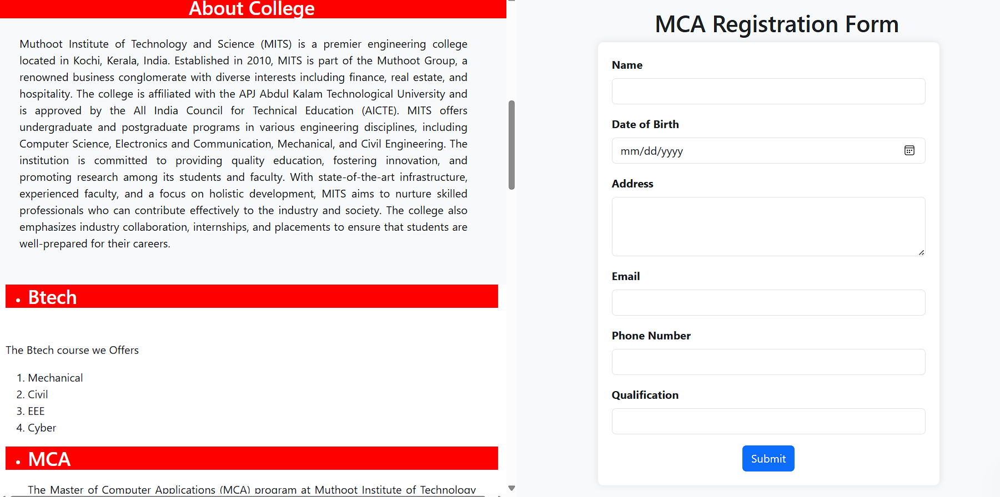 About College
Muthoot Institute of Technology and Science (MITS) is a premier engineering college
located in Kochi, Kerala, India. Established in 2010, MITS is part of the Muthoot Group, a
renowned business conglomerate with diverse interests including finance, real estate, and
hospitality. The college is affiliated with the APJ Abdul Kalam Technological University and
is approved by the All India Council for Technical Education (AICTE). MITS offers
undergraduate and postgraduate programs in various engineering disciplines, including
Computer Science, Electronics and Communication, Mechanical, and Civil Engineering. The
institution is committed to providing quality education, fostering innovation, and
promoting research among its students and faculty. With state-of-the-art infrastructure,
experienced faculty, and a focus on holistic development, MITS aims to nurture skilled
professionals who can contribute effectively to the industry and society. The college also
emphasizes industry collaboration, internships, and placements to ensure that students are
well-prepared for their careers.
• Btech
The Btech course we Offers
1. Mechanical
2. Civil
3. EEE
4. Cyber
• MCA
The Master of Computer Applications (MCA) program at Muthoot Institute of Technology
MCA Registration Form
Name
Date of Birth
mm/dd/yyyy
Address
Email
Phone Number
Qualification
Submit